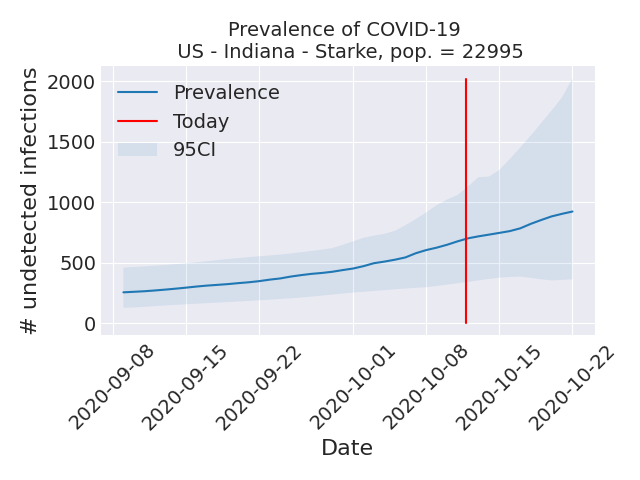 Prevalence of COVID-19
US - Indiana - Starke, pop. = 22995
# undetected infections
2000
1500
1000
500
0
Prevalence
Today
95CI
2020-09-08
2020-09-15
2020-09-22
2020-10-01
2020-10-08
2020-10-15
2020-10-22
Date